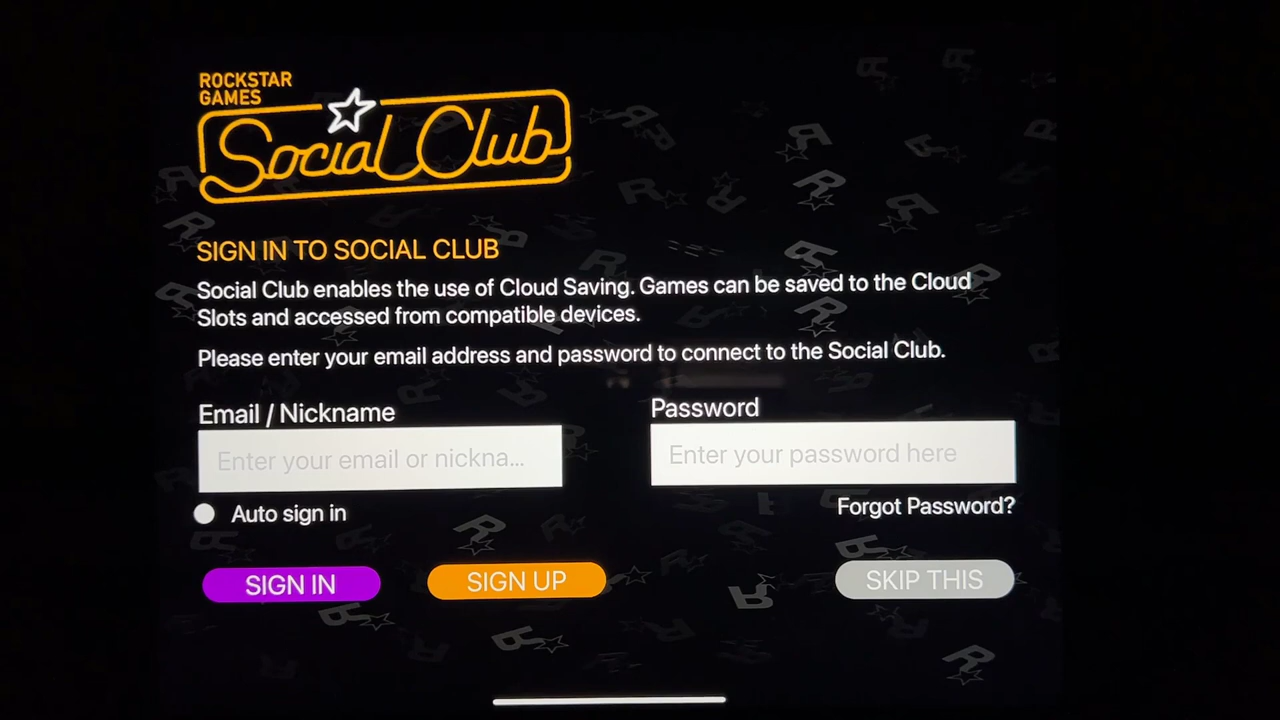 ROCKSTAR
GAMES
Social Club
SIGN IN TO SOCIAL CLUB
Social Club enables the use of Cloud Saving. Games can be saved to the Cloud
Slots and accessed from compatible devices.
Please enter your email address and password to connect to the Social Club.
Email / Nickname
Password
Enter your email or nickna...
Enter your password here
Auto sign in
Forgot Password?
SIGN IN
SIGN UP
SKIP THIS